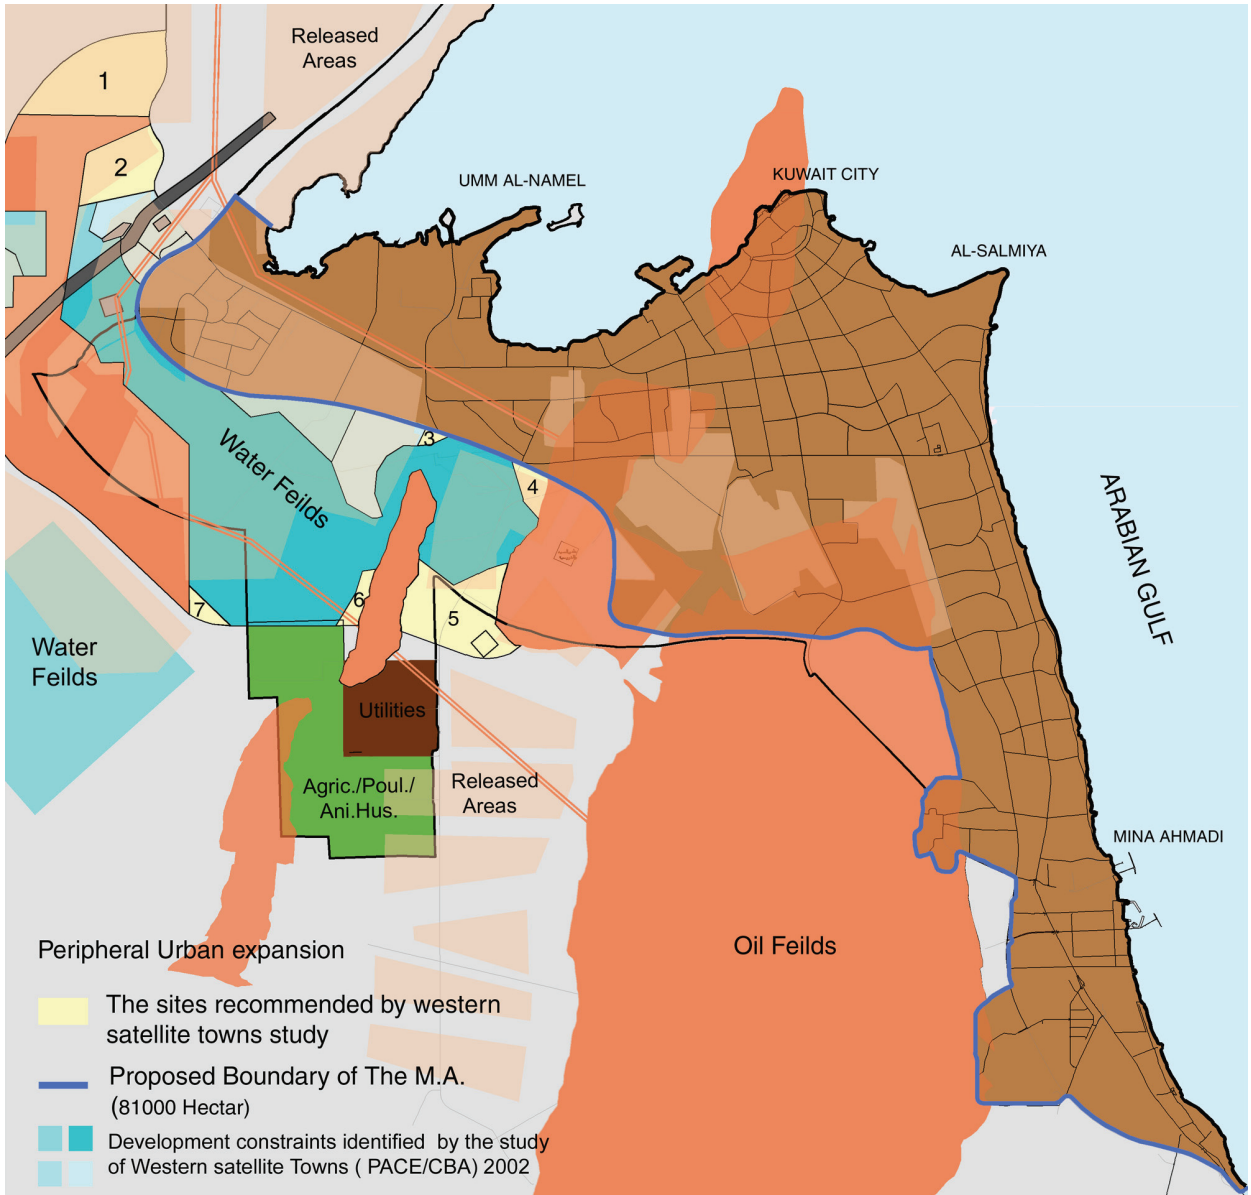 Released
Areas
1
2
UMM AL-NAMEL
KUWAIT CITY
AL-SALMIYA
3
4
Water Feilds
ARABIAN GULF
6
7
5
Water
Feilds
Utilities
Agric./Poul./
Ani.Hus.
Released
Areas
MINA AHMADI
Oil Feilds
Peripheral Urban expansion
The sites recommended by western
satellite towns study
Proposed Boundary of The M.A.
(81000 Hectar)
Development constraints identified by the study
of Western satellite Towns ( PACE/CBA) 2002